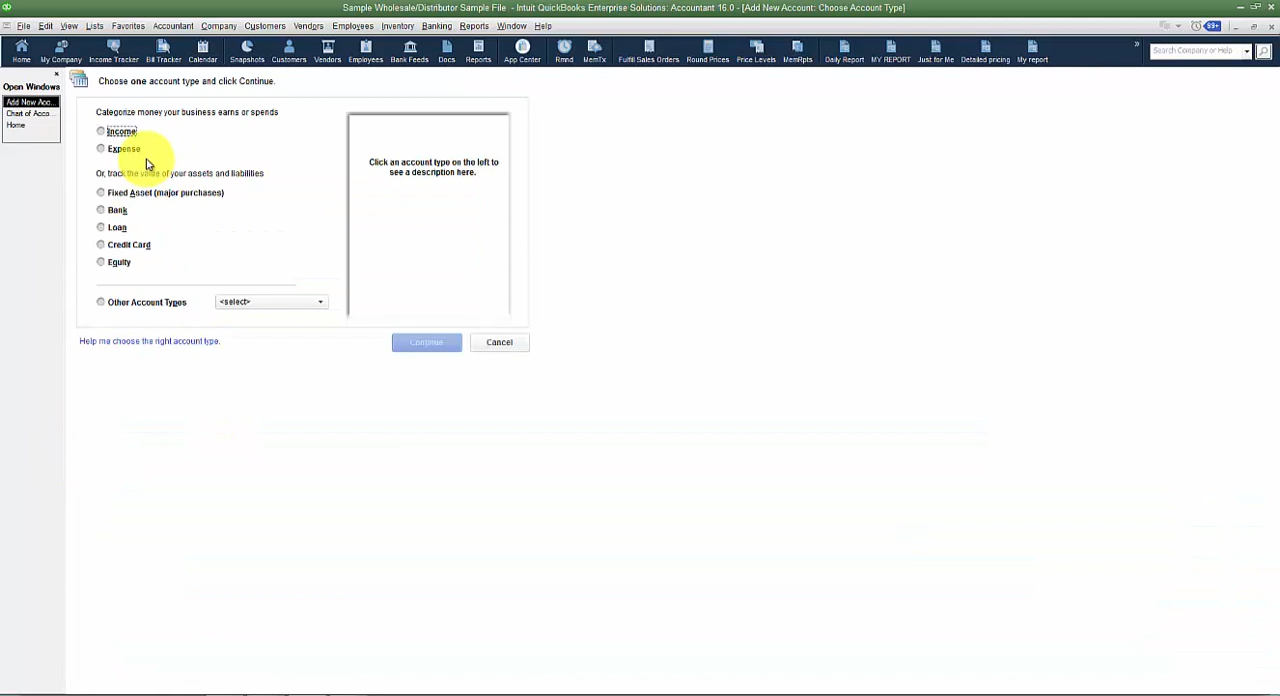 Sample Wholesale/Distributor Sample File - Intuit QuickBooks Enterprise Solutions: Accountant 16.0 - [Add New Account: Choose Account Type]
File Edit View Lists Favorites Accountant Company Customers Vendors Employees Banking Reports Inventory Window Help
99+
Home My Company Income Tracker Bill Tracker Calendar Snapshots Customers Vendors Employees Bank Feeds Docs Reports App Center Rmnd MemTx Fulfill Sales Orders Round Prices Price Levels MemRpts Daily Report MY REPORT Just for Me Detailed pricing My report
Search Company or Help
Open Windows
Add New Acc...
Chart of Acco...
Home
Choose one account type and click Continue.
Categorize money your business earns or spends
Income
Expense
Or, track the value of your assets and liabilities
Fixed Asset (major purchases)
Bank
Loan
Credit Card
Equity
Other Account Types
<select>
Click an account type on the left to
see a description here.
Help me choose the right account type.
Continue
Cancel